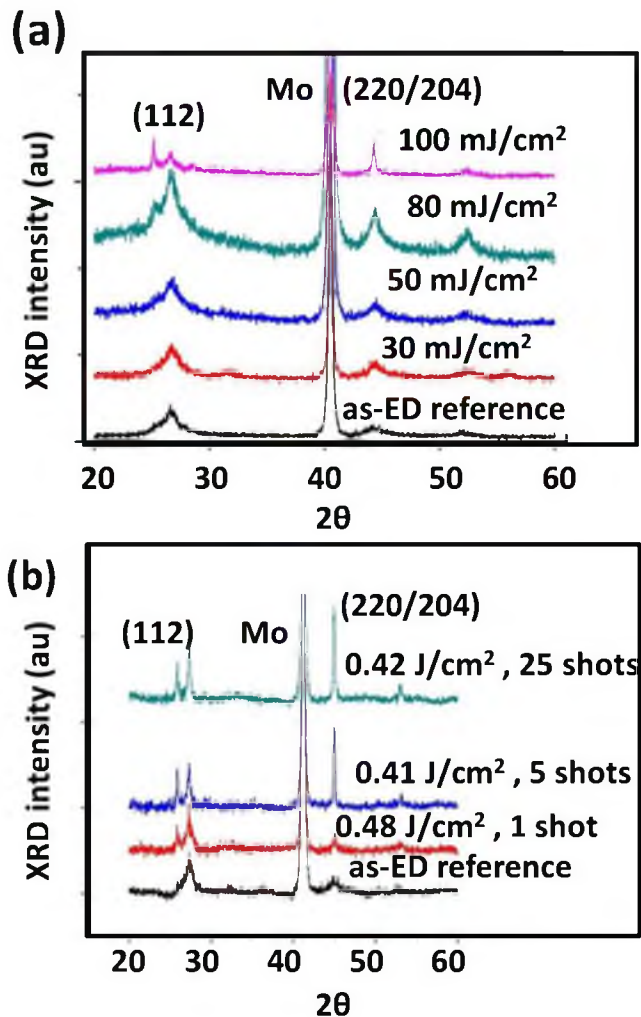 (a)
Mo (220/204)
(112)
100 mJ/cm²
80 mJ/cm²
50 mJ/cm²
30 mJ/cm²
as-ED reference
XRD intensity (au)
20 30 40 50 60
2θ
(b)
(220/204)
(112) Mo
0.42 J/cm² , 25 shots
0.41 J/cm² , 5 shots
0.48 J/cm² , 1 shot
as-ED reference
XRD intensity (au)
20 30 40 50 60
2θ